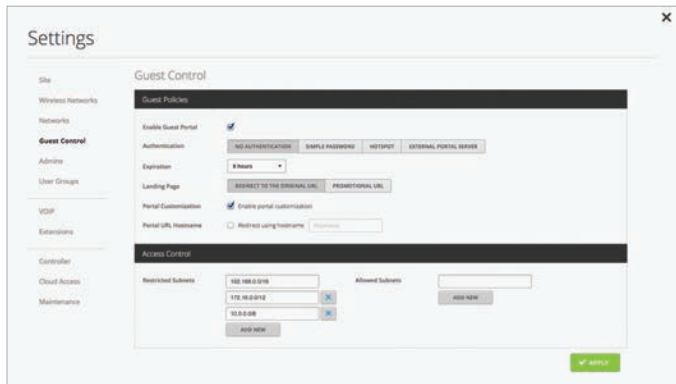 Settings
Site
Wireless Networks
Networks
Guest Control
Admins
User Groups
VOIP
Extensions
Controller
Cloud Access
Maintenance
Guest Control
Guest Policies
Enable Guest Portal
Authentication NO AUTHENTICATION SIMPLE PASSWORD HOTSPOT EXTERNAL PORTAL SERVER
Expiration 8 hours
Landing Page REDIRECT TO THE ORIGINAL URL PROMOTIONAL URL
Portal Customization Enable portal customization
Portal URL Hostname Redirect using hostname Hostname
Access Control
Restricted Subnets 192.168.0.0/16 Allowed Subnets
172.16.0.0/12 ADD NEW
10.0.0.0/8
ADD NEW
APPLY